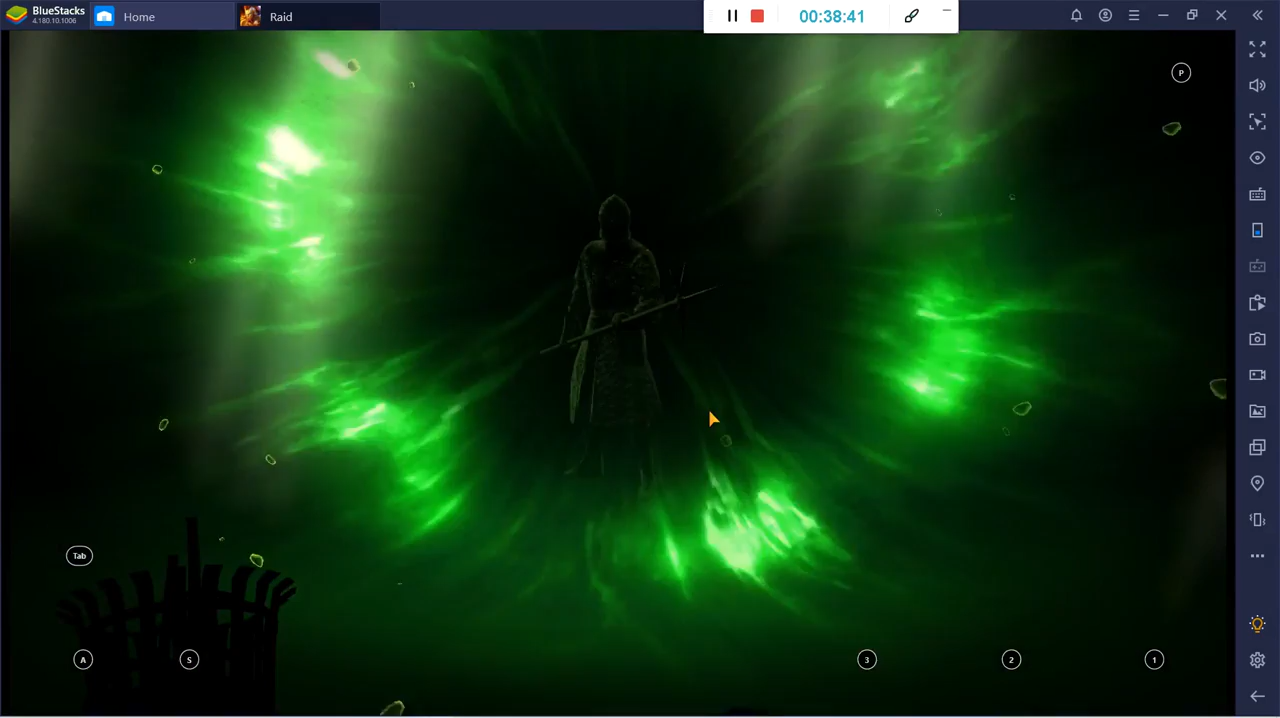 BlueStacks
4.180.10.1006
Home
Raid
00:38:41
P
Tab
A
S
3
2
1